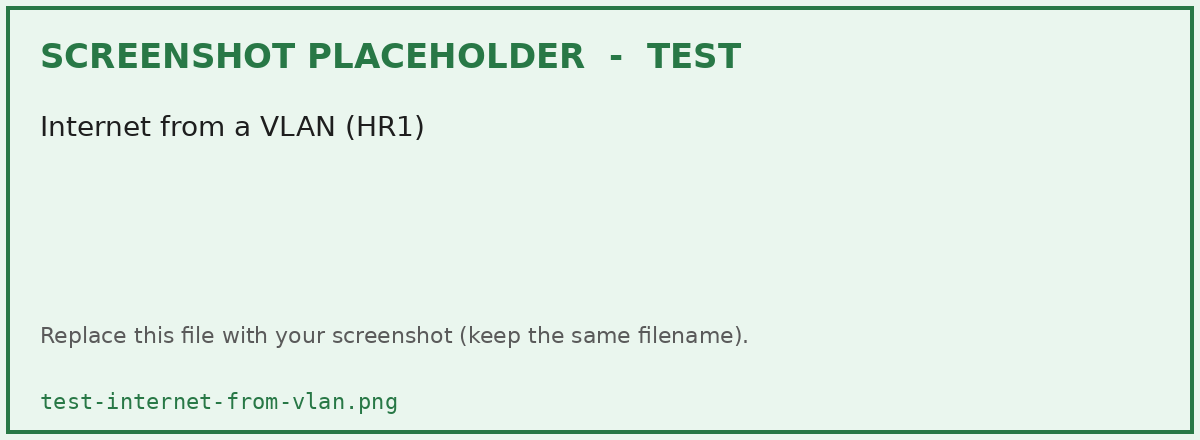 SCREENSHOT PLACEHOLDER - TEST
Internet from a VLAN (HR1)
Replace this file with your screenshot (keep the same filename).
test-internet-from-vlan.png